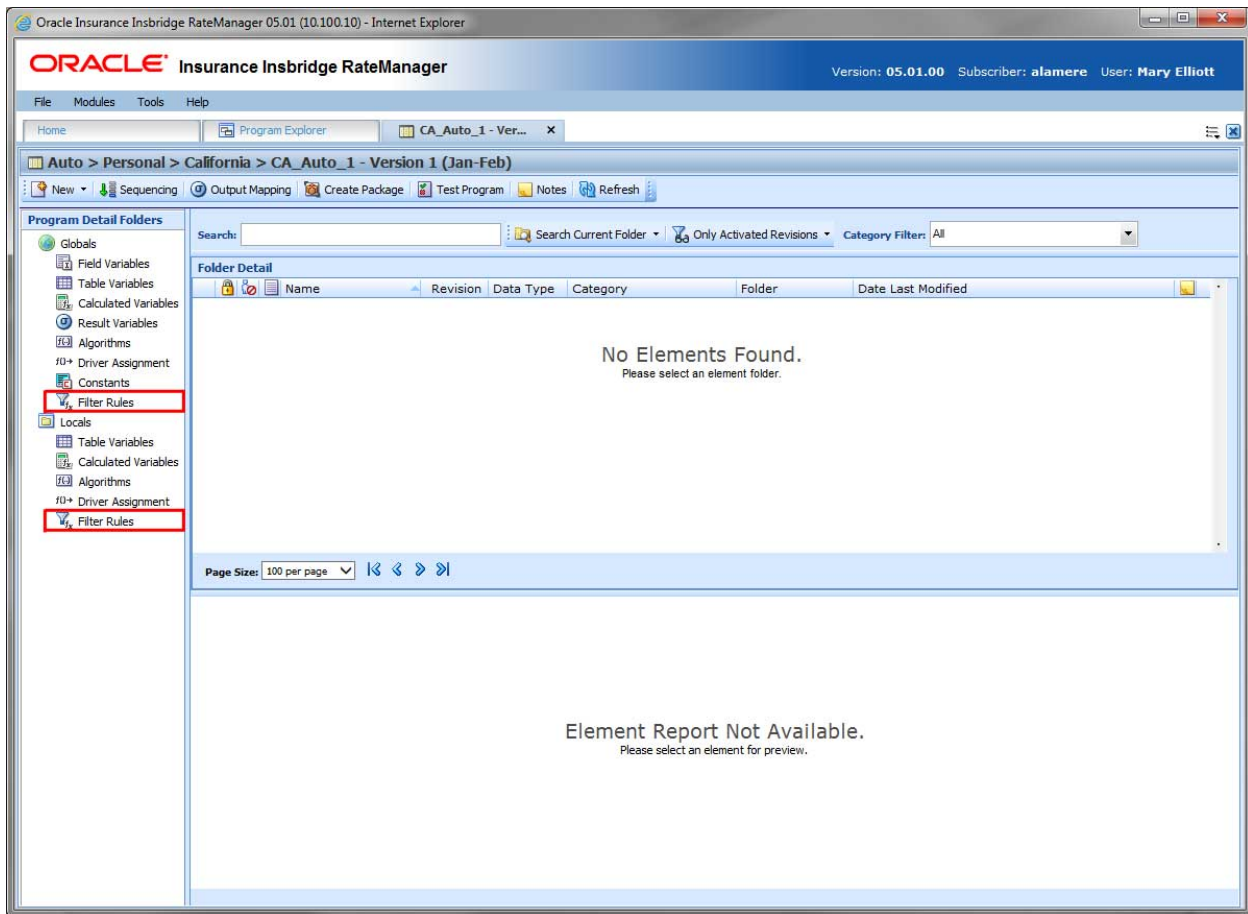 Oracle Insurance Insbridge RateManager 05.01 (10.100.10) - Internet Explorer
ORACLE Insurance Insbridge RateManager
Version: 05.01.00 Subscriber: alamere User: Mary Elliott
File Modules Tools Help
Home Program Explorer CA_Auto_1 - Ver... X
Auto > Personal > California > CA_Auto_1 - Version 1 (Jan-Feb)
New Sequencing Output Mapping Create Package Test Program Notes Refresh
Program Detail Folders
Globals
Field Variables
Table Variables
Calculated Variables
Result Variables
Algorithms
Driver Assignment
Constants
Filter Rules
Locals
Table Variables
Calculated Variables
Algorithms
Driver Assignment
Filter Rules
Search: Search Current Folder Only Activated Revisions Category Filter: All
Folder Detail
Name Revision Data Type Category Folder Date Last Modified
No Elements Found.
Please select an element folder.
Page Size: 100 per page
Element Report Not Available.
Please select an element for preview.